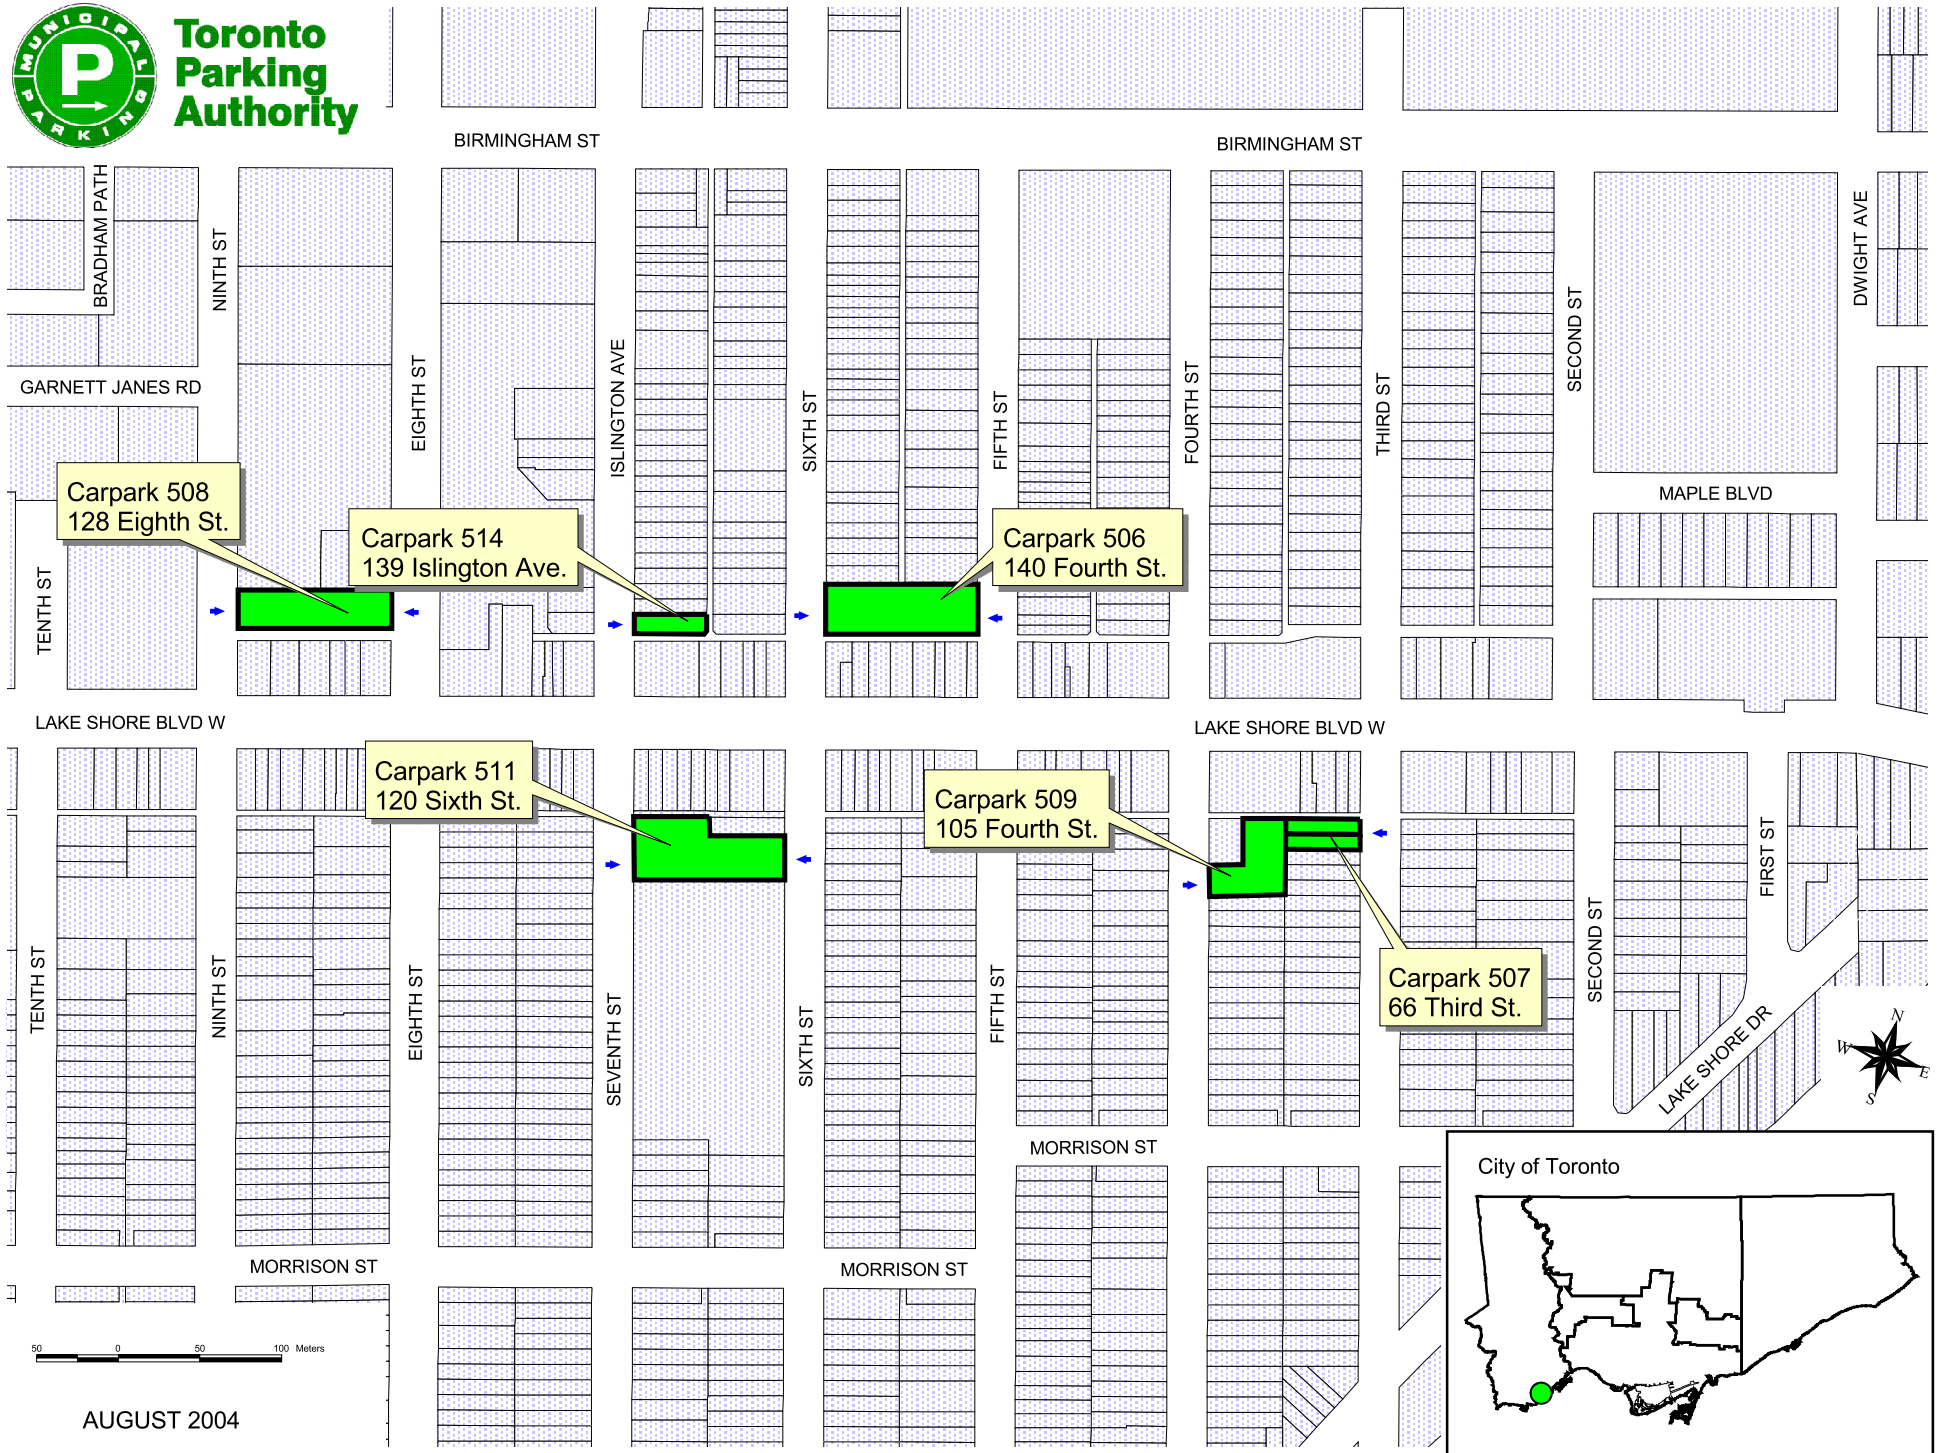 MUNICIPAL
P
PARKING
Toronto
Parking
Authority
BIRMINGHAM ST
BIRMINGHAM ST
BRADHAM PATH
NINTH ST
GARNETT JANES RD
EIGHTH ST
ISLINGTON AVE
SIXTH ST
FIFTH ST
FOURTH ST
THIRD ST
SECOND ST
DWIGHT AVE
MAPLE BLVD
Carpark 508
128 Eighth St.
Carpark 514
139 Islington Ave.
Carpark 506
140 Fourth St.
TENTH ST
LAKE SHORE BLVD W
LAKE SHORE BLVD W
Carpark 511
120 Sixth St.
Carpark 509
105 Fourth St.
Carpark 507
66 Third St.
TENTH ST
NINTH ST
EIGHTH ST
SEVENTH ST
SIXTH ST
FIFTH ST
SECOND ST
FIRST ST
LAKE SHORE DR
N
W
E
S
MORRISON ST
MORRISON ST
MORRISON ST
City of Toronto
50 0 50 100 Meters
AUGUST 2004